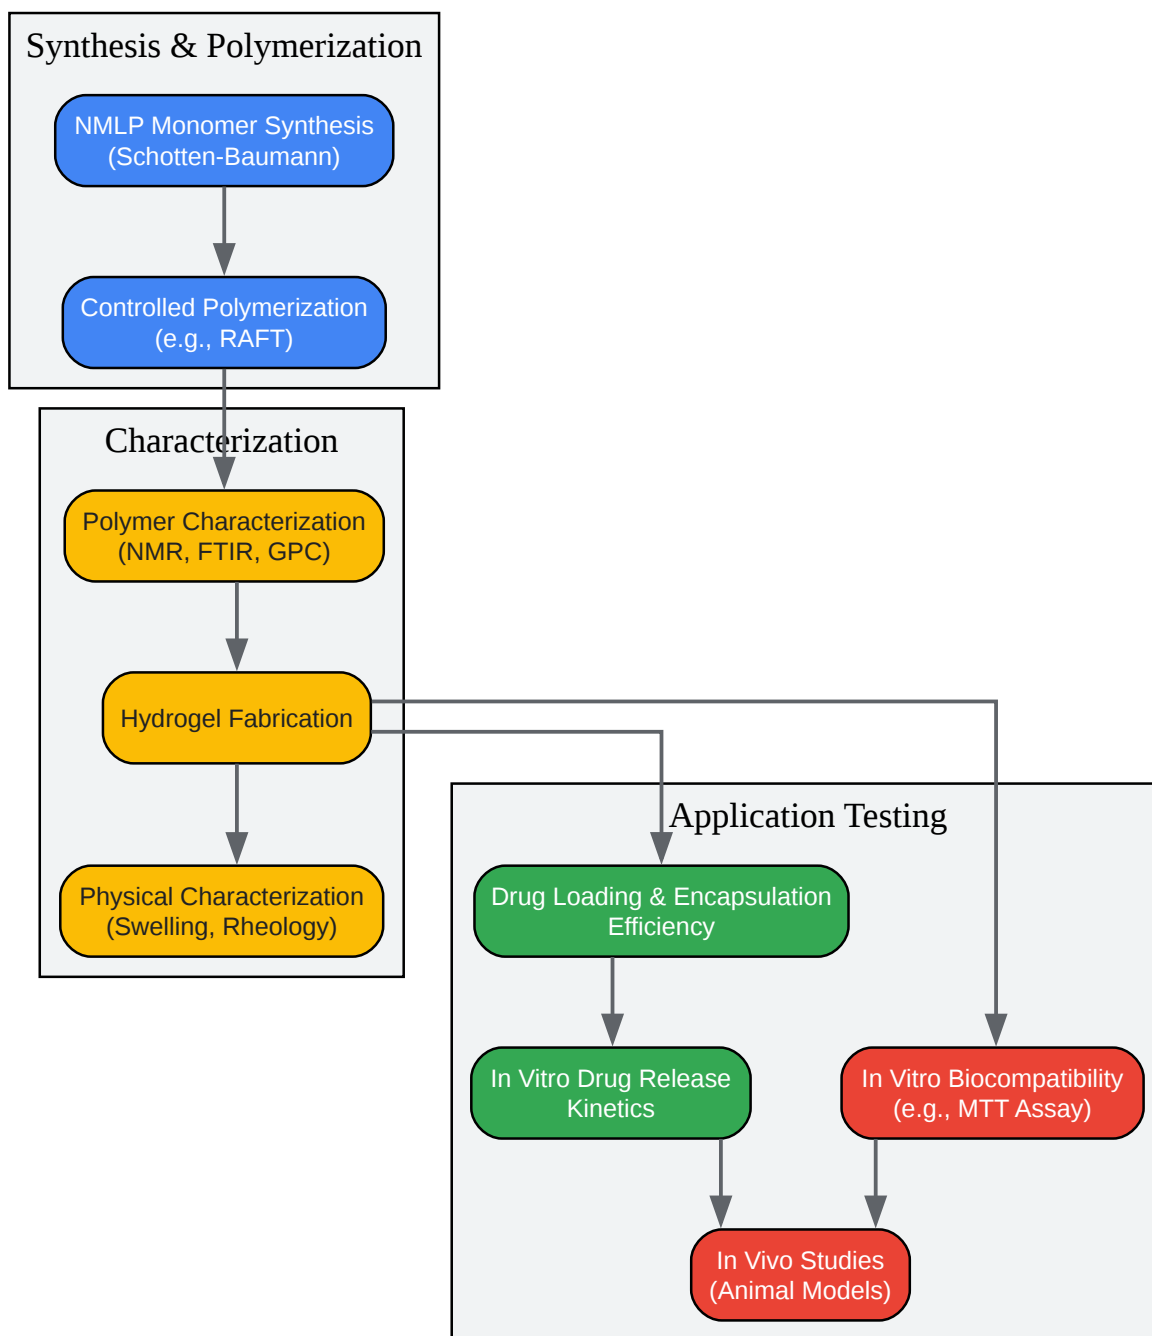 Synthesis & Polymerization
NMLP Monomer Synthesis
(Schotten-Baumann)
Controlled Polymerization
(e.g., RAFT)
Characterization
Polymer Characterization
(NMR, FTIR, GPC)
Hydrogel Fabrication
Physical Characterization
(Swelling, Rheology)
Application Testing
Drug Loading & Encapsulation
Efficiency
In Vitro Drug Release
Kinetics
In Vitro Biocompatibility
(e.g., MTT Assay)
In Vivo Studies
(Animal Models)